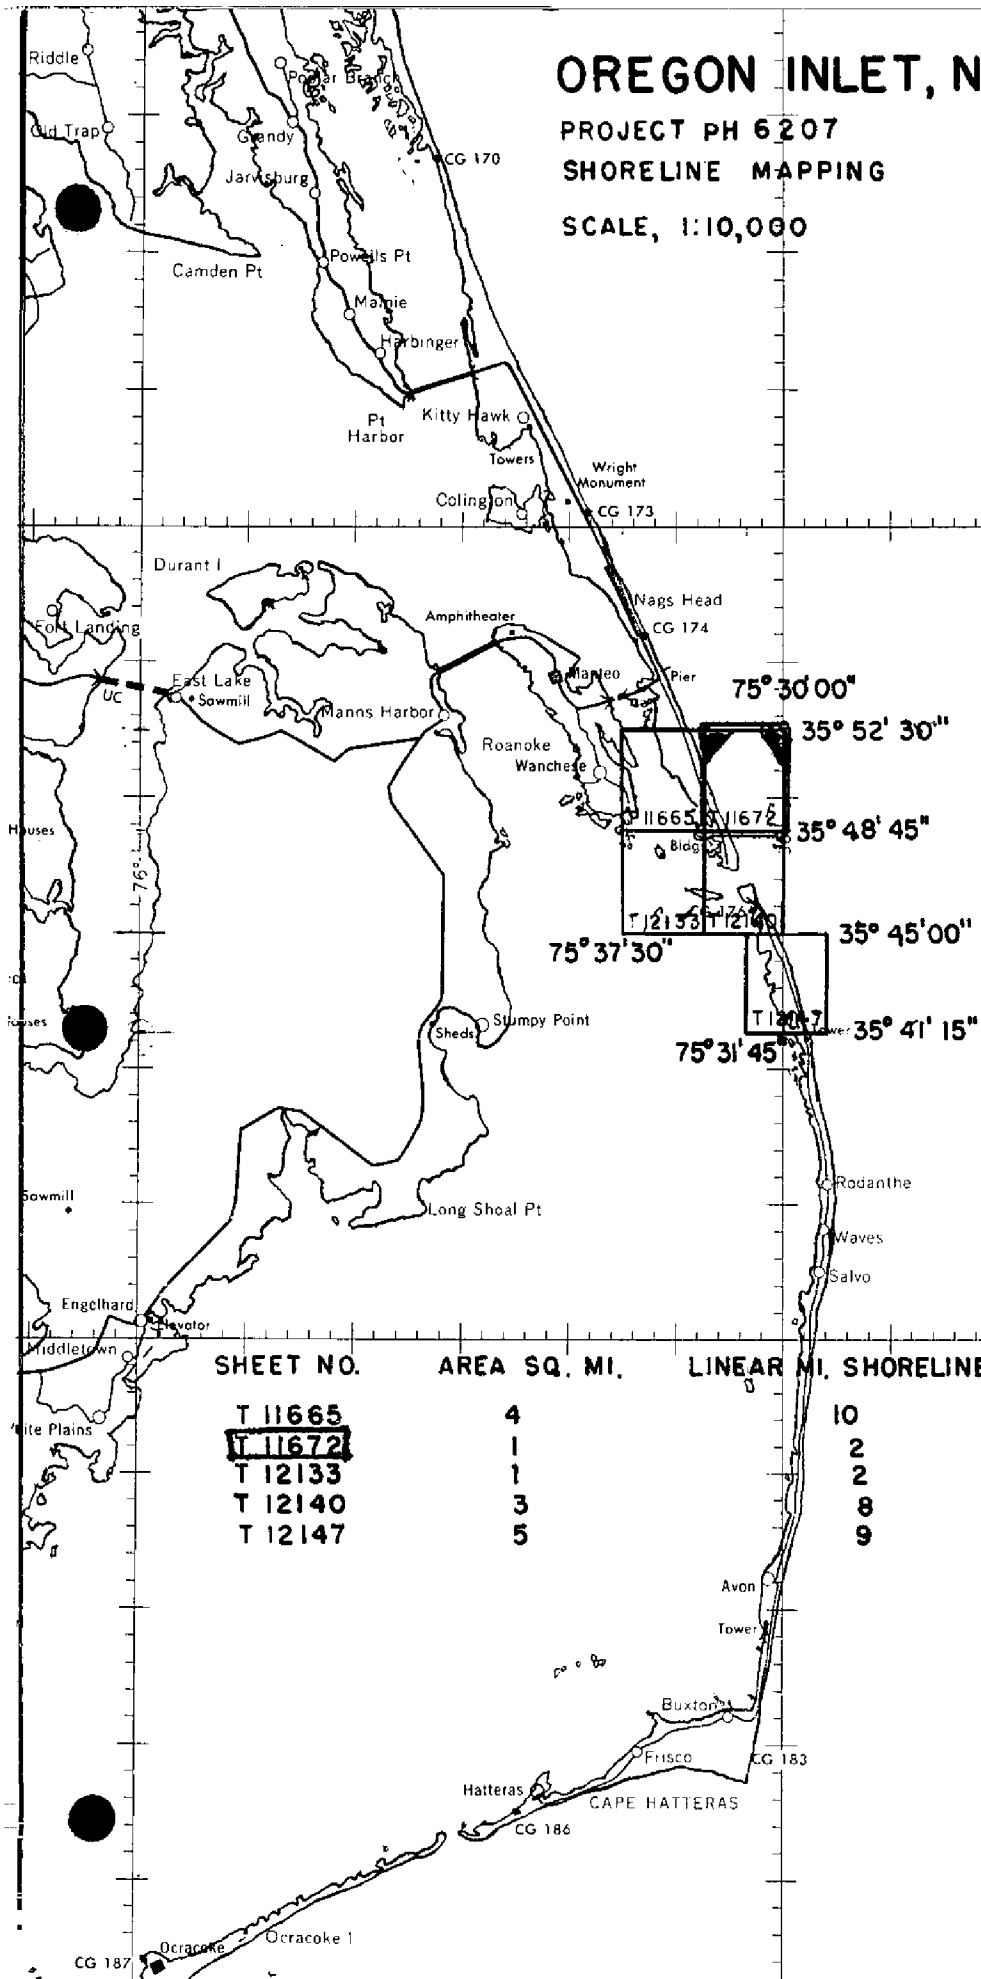 OREGON INLET, N
PROJECT PH 6207
SHORELINE MAPPING
SCALE, 1:10,000
Riddle
Poplar Branch
Old Trap
Grandy
CG 170
Jarvisburg
Camden Pt
Powells Pt
Mamie
Harbinger
Pt
Harbor
Kitty Hawk
Towers
Wright
Monument
Colington
CG 173
Durant I
Nags Head
Amphitheater
CG 174
Fort Landing
East Lake
Manteo
Pier
UC
Sawmill
75° 30' 00"
Manns Harbor
35° 52' 30"
Roanoke
Wanchese
T 11665
T 11672
35° 48' 45"
Houses
Bldg
76°
CG 176
T 12133
T 12140
35° 45' 00"
75° 37' 30"
Stumpy Point
Sheds
T 12147
Tower
35° 41' 15"
75° 31' 45
Sawmill
Rodanthe
Long Shoal Pt
Waves
Salvo
Engelhard
Elevator
Middletown
SHEET NO. AREA SQ. MI. LINEAR MI. SHORELINE
T 11665 4 10
T 11672 1 2
T 12133 1 2
T 12140 3 8
T 12147 5 9
ite Plains
Avon
Tower
Buxton
Frisco
CG 183
Hatteras
CAPE HATTERAS
CG 186
Ocracoke I
Ocracoke
CG 187